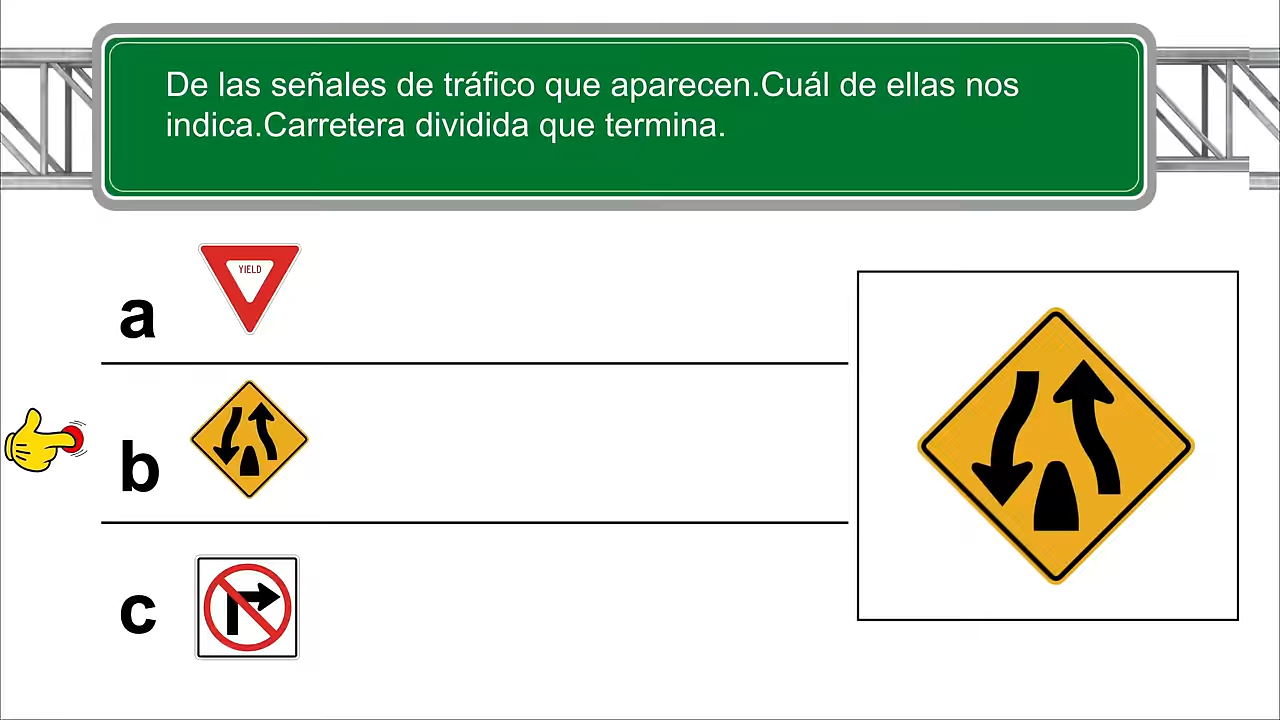 De las señales de tráfico que aparecen.Cuál de ellas nos
indica.Carretera dividida que termina.
a
YIELD
b
c